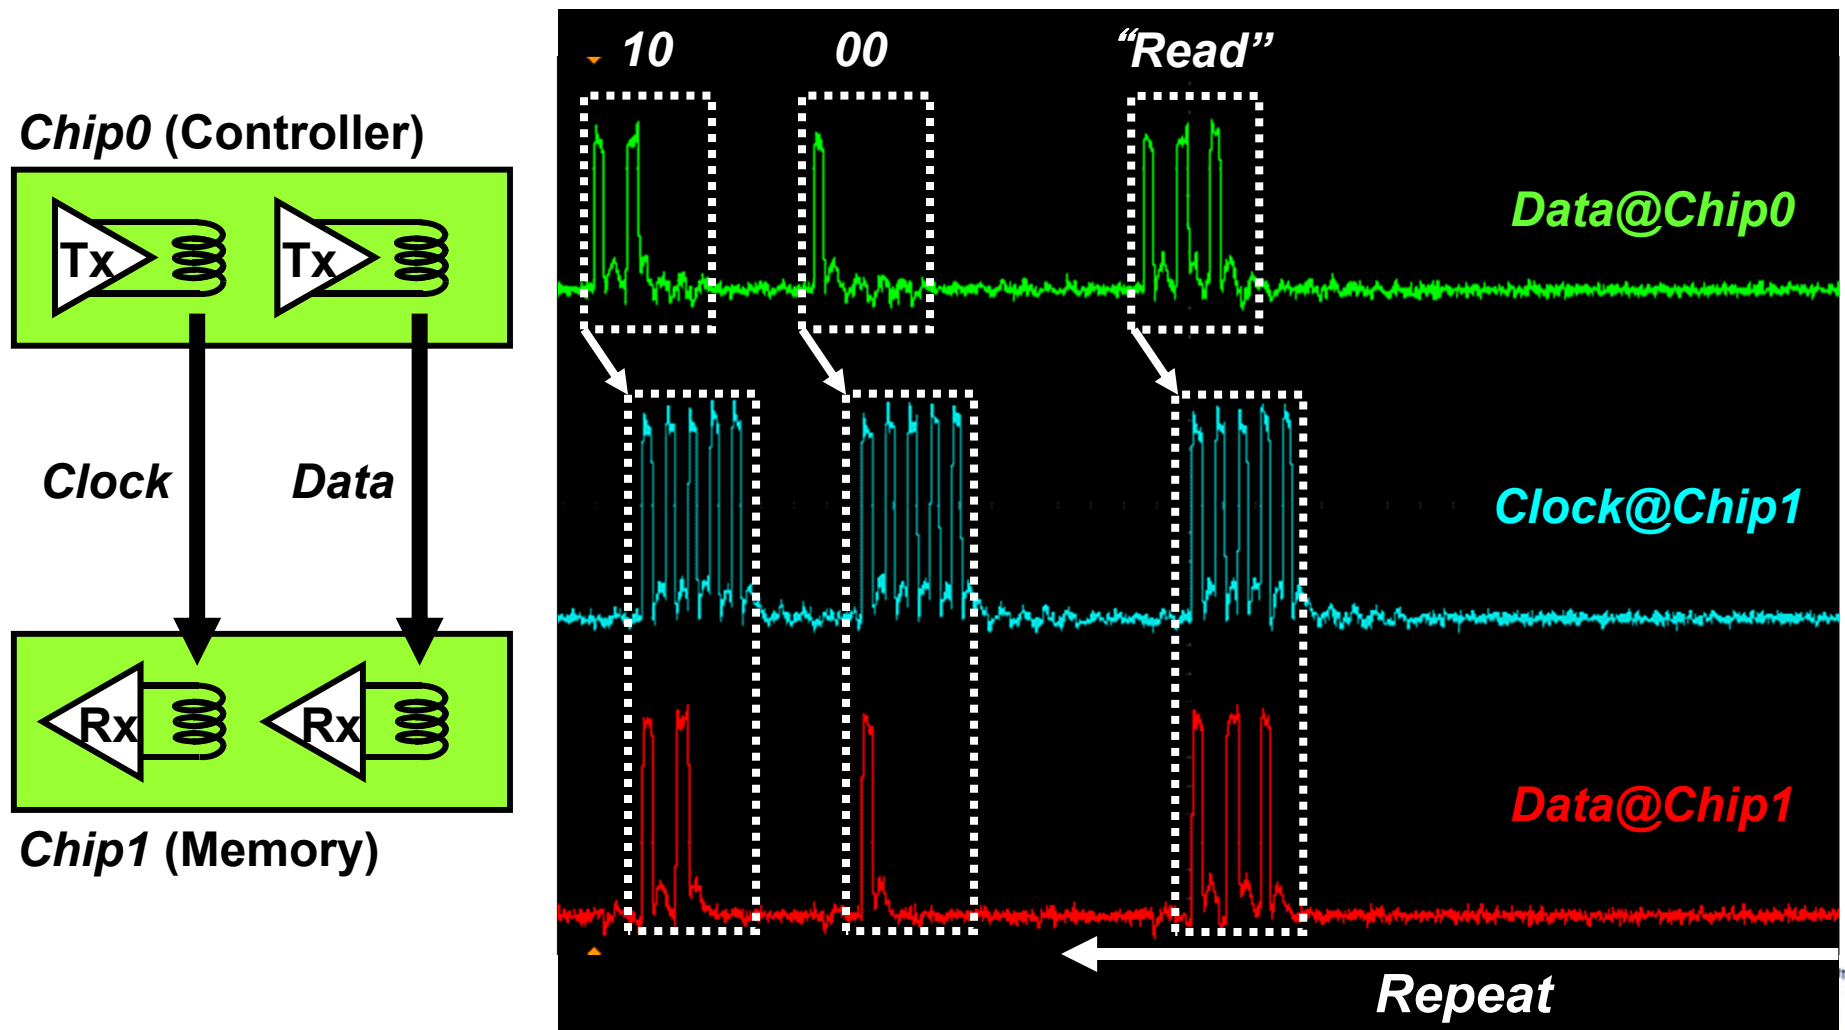 Chip0 (Controller)
Tx
Tx
Clock
Data
Rx
Rx
Chip1 (Memory)
10
00
“Read”
Data@Chip0
Clock@Chip1
Data@Chip1
Repeat